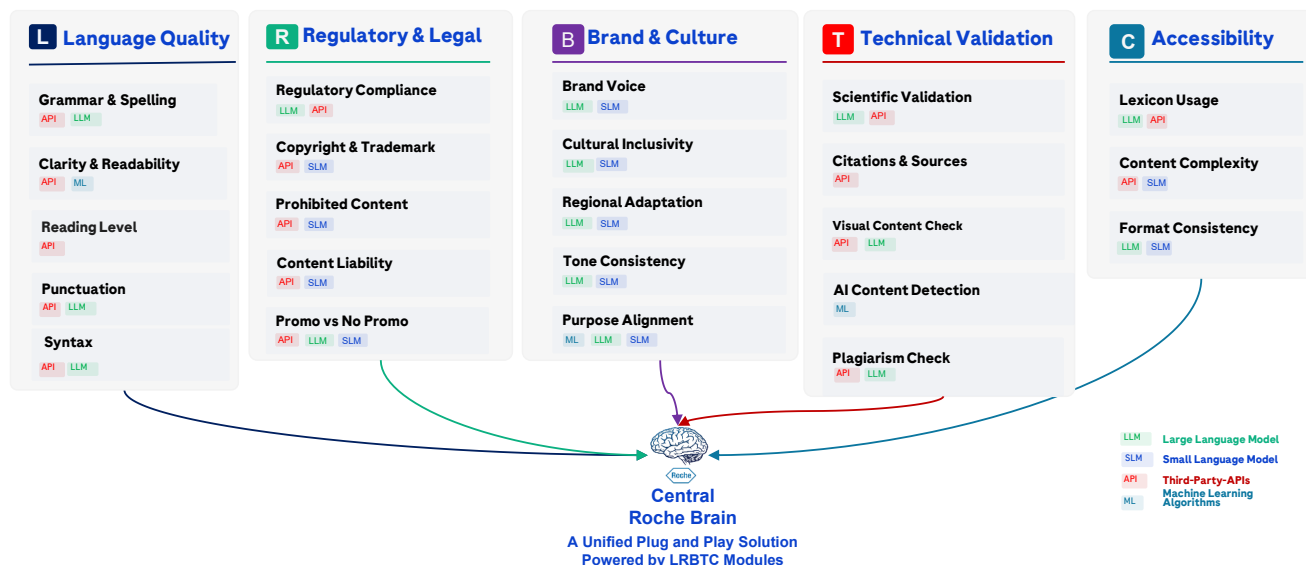 L Language Quality
Grammar & Spelling
API LLM
Clarity & Readability
API ML
Reading Level
API
Punctuation
API LLM
Syntax
API LLM
R Regulatory & Legal
Regulatory Compliance
LLM API
Copyright & Trademark
API SLM
Prohibited Content
API SLM
Content Liability
API SLM
Promo vs No Promo
API LLM SLM
B Brand & Culture
Brand Voice
LLM SLM
Cultural Inclusivity
LLM SLM
Regional Adaptation
LLM SLM
Tone Consistency
LLM SLM
Purpose Alignment
ML LLM SLM
T Technical Validation
Scientific Validation
LLM API
Citations & Sources
API
Visual Content Check
API LLM
AI Content Detection
ML
Plagiarism Check
API LLM
C Accessibility
Lexicon Usage
LLM API
Content Complexity
API SLM
Format Consistency
LLM SLM
Roche
Central
Roche Brain
A Unified Plug and Play Solution
Powered by LRBTC Modules
LLM Large Language Model
SLM Small Language Model
API Third-Party-APIs
ML Machine Learning
Algorithms